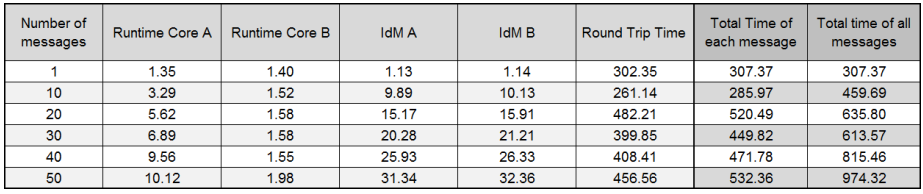 Number of messages Runtime Core A Runtime Core B IdM A IdM B Round Trip Time Total Time of each message Total time of all messages
1 1.35 1.40 1.13 1.14 302.35 307.37 307.37
10 3.29 1.52 9.89 10.13 261.14 285.97 459.69
20 5.62 1.58 15.17 15.91 482.21 520.49 635.80
30 6.89 1.58 20.28 21.21 399.85 449.82 613.57
40 9.56 1.55 25.93 26.33 408.41 471.78 815.46
50 10.12 1.98 31.34 32.36 456.56 532.36 974.32